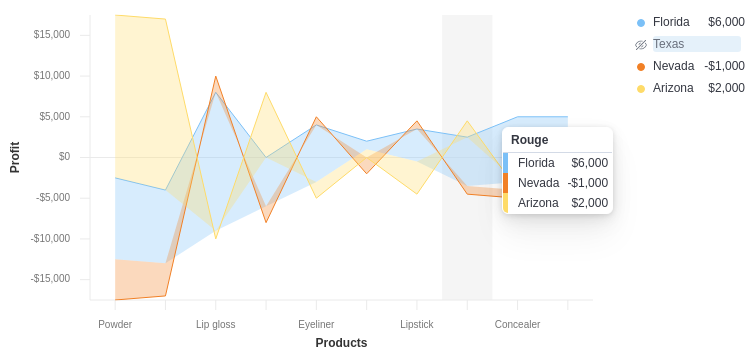 Florida $6,000
Texas
Nevada -$1,000
Arizona $2,000
$15,000
$10,000
$5,000
$0
-$5,000
-$10,000
-$15,000
Profit
Rouge
Florida $6,000
Nevada -$1,000
Arizona $2,000
Powder Lip gloss Eyeliner Lipstick Concealer
Products